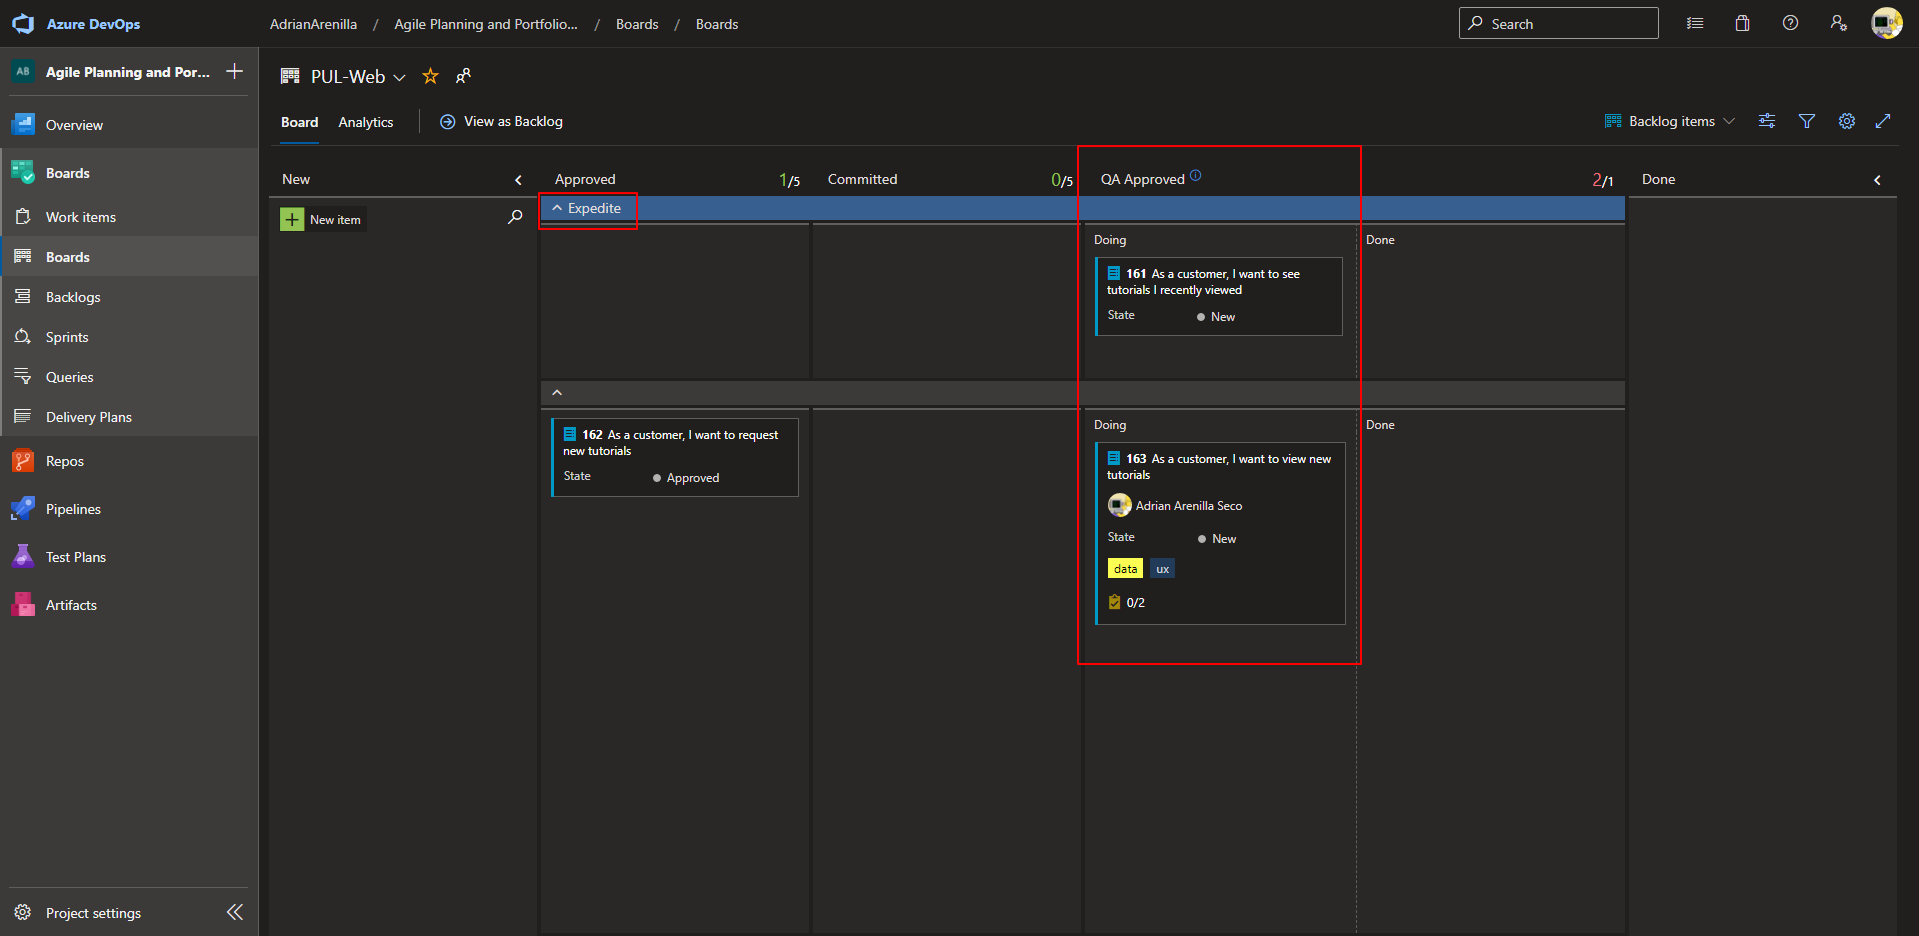 Azure DevOps
AdrianArenilla / Agile Planning and Portfolio... / Boards / Boards
Search
AB Agile Planning and Por...
PUL-Web
Overview
Boards
Work items
Boards
Backlogs
Sprints
Queries
Delivery Plans
Repos
Pipelines
Test Plans
Artifacts
Project settings
Board Analytics View as Backlog
Backlog items
New
New item
Approved 1/5
Committed 0/5
QA Approved 2/1
Done
Expedite
Doing
Done
161 As a customer, I want to see
tutorials I recently viewed
State New
162 As a customer, I want to request
new tutorials
State Approved
Doing
Done
163 As a customer, I want to view new
tutorials
Adrian Arenilla Seco
State New
data ux
0/2